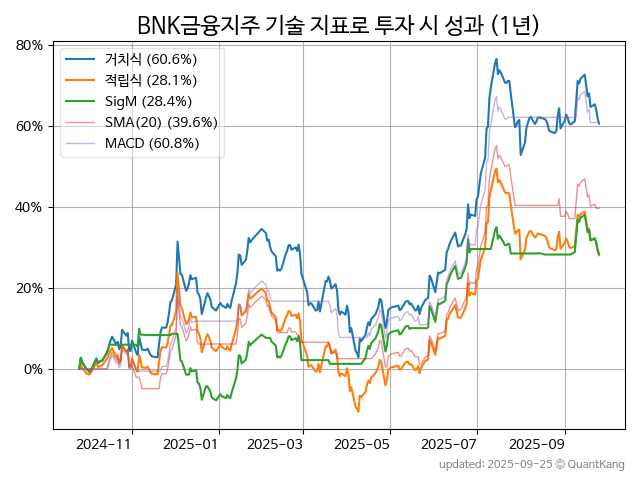 BNK금융지주 기술 지표로 투자 시 성과 (1년)
80%
60%
40%
20%
0%
거치식 (60.6%)
적립식 (28.1%)
SigM (28.4%)
SMA(20) (39.6%)
MACD (60.8%)
2024-11 2025-01 2025-03 2025-05 2025-07 2025-09
updated: 2025-09-25 © QuantKang